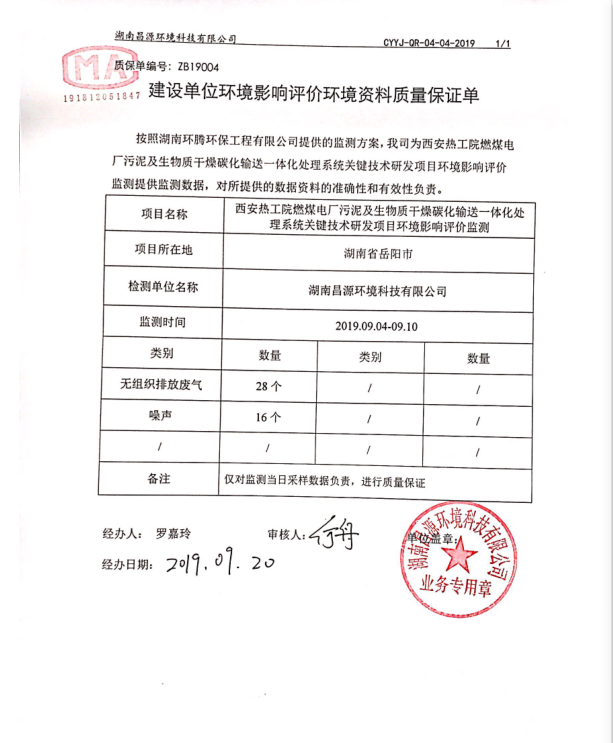 湖南昌源环境科技有限公司 CYYJ-QR-04-04-2019 1/1
MA
质保单编号：ZB19004
191812051847
建设单位环境影响评价环境资料质量保证单
按照湖南环腾环保工程有限公司提供的监测方案，我司为西安热工院燃煤电
厂污泥及生物质干燥碳化输送一体化处理系统关键技术研发项目环境影响评价
监测提供监测数据，对所提供的数据资料的准确性和有效性负责。
项目名称 西安热工院燃煤电厂污泥及生物质干燥碳化输送一体化处
理系统关键技术研发项目环境影响评价监测
项目所在地 湖南省岳阳市
检测单位名称 湖南昌源环境科技有限公司
监测时间 2019.09.04-09.10
类别 数量 类别 数量
无组织排放废气 28 个 / /
噪声 16 个 / /
/ / / /
备注 仅对监测当日采样数据负责，进行质量保证
经办人： 罗嘉玲 审核人： 单位盖章：
经办日期：2019.09.20
湖南昌源环境科技有限公司
业务专用章